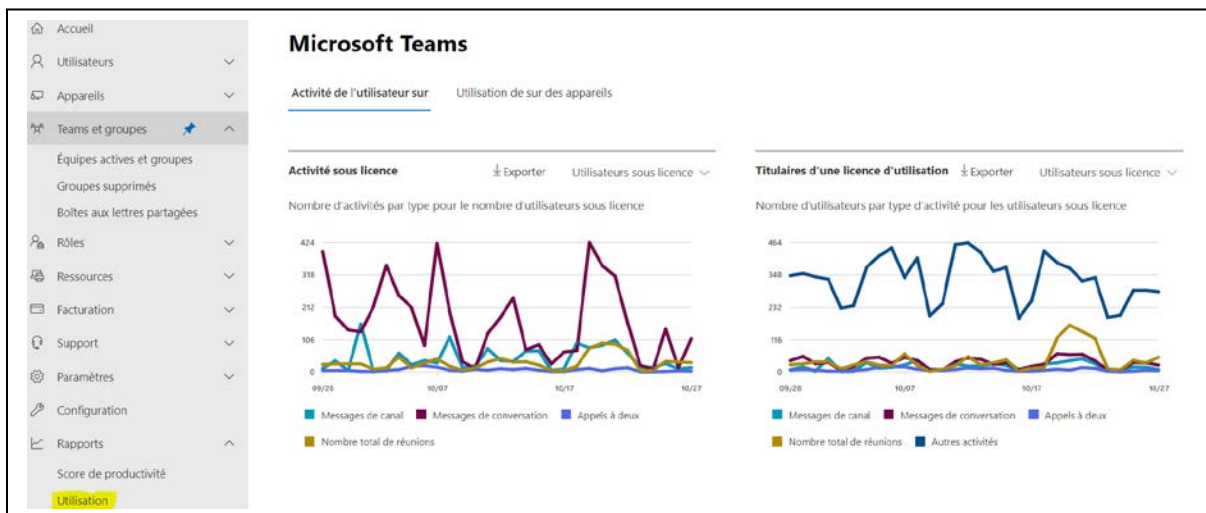 Accueil
Utilisateurs
Appareils
Teams et groupes
Équipes actives et groupes
Groupes supprimés
Boîtes aux lettres partagées
Rôles
Ressources
Facturation
Support
Paramètres
Configuration
Rapports
Score de productivité
Utilisation
Microsoft Teams
Activité de l'utilisateur sur Utilisation de sur des appareils
Activité sous licence Exporter Utilisateurs sous licence
Nombre d'activités par type pour le nombre d'utilisateurs sous licence
424
318
212
106
0
09/28 10/07 10/17 10/27
Messages de canal Messages de conversation Appels à deux
Nombre total de réunions
Titulaires d'une licence d'utilisation Exporter Utilisateurs sous licence
Nombre d'utilisateurs par type d'activité pour les utilisateurs sous licence
464
348
232
116
0
09/28 10/07 10/17 10/27
Messages de canal Messages de conversation Appels à deux
Nombre total de réunions Autres activités